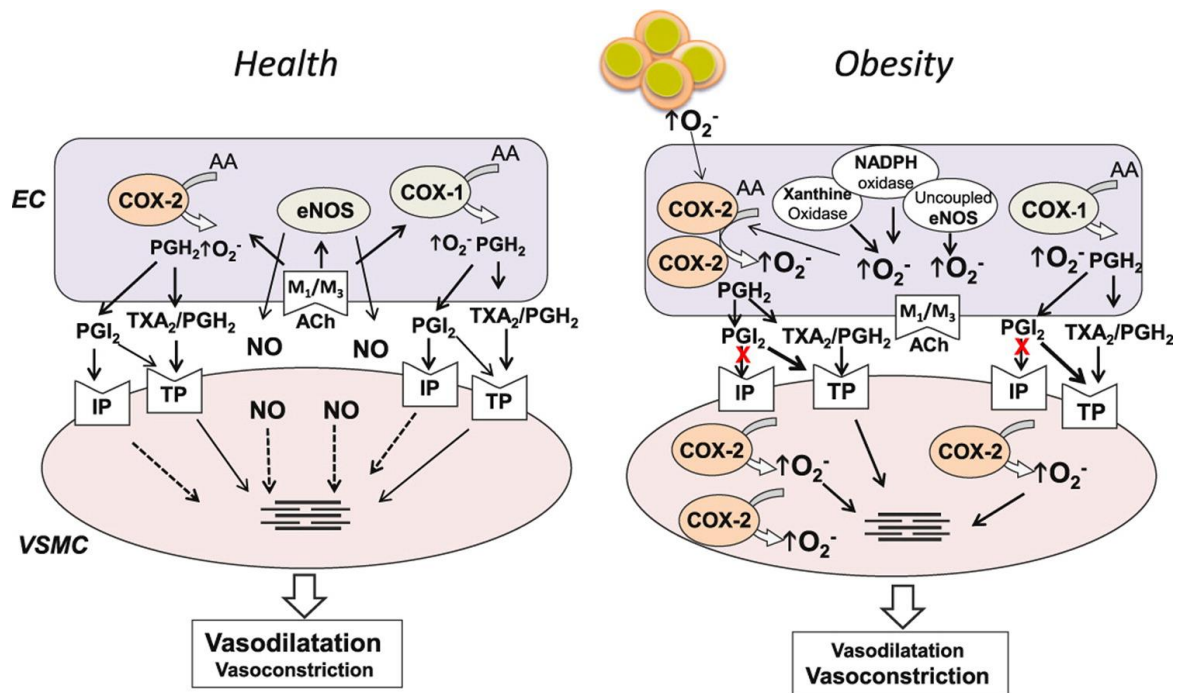 Health
EC
AA
COX-2
PGH₂↑O₂⁻
eNOS
M₁/M₃
ACh
AA
COX-1
↑O₂⁻ PGH₂
PGI₂
TXA₂/PGH₂
NO
NO
PGI₂
TXA₂/PGH₂
IP
TP
NO
NO
IP
TP
VSMC
Vasodilatation
Vasoconstriction
Obesity
↑O₂⁻
COX-2
AA
COX-2
↑O₂⁻
PGH₂
Xanthine
Oxidase
NADPH
oxidase
Uncoupled
eNOS
↑O₂⁻
↑O₂⁻
AA
COX-1
↑O₂⁻ PGH₂
M₁/M₃
ACh
PGI₂
X
TXA₂/PGH₂
PGI₂
X
TXA₂/PGH₂
IP
TP
IP
TP
COX-2
↑O₂⁻
COX-2
↑O₂⁻
COX-2
↑O₂⁻
Vasodilatation
Vasoconstriction